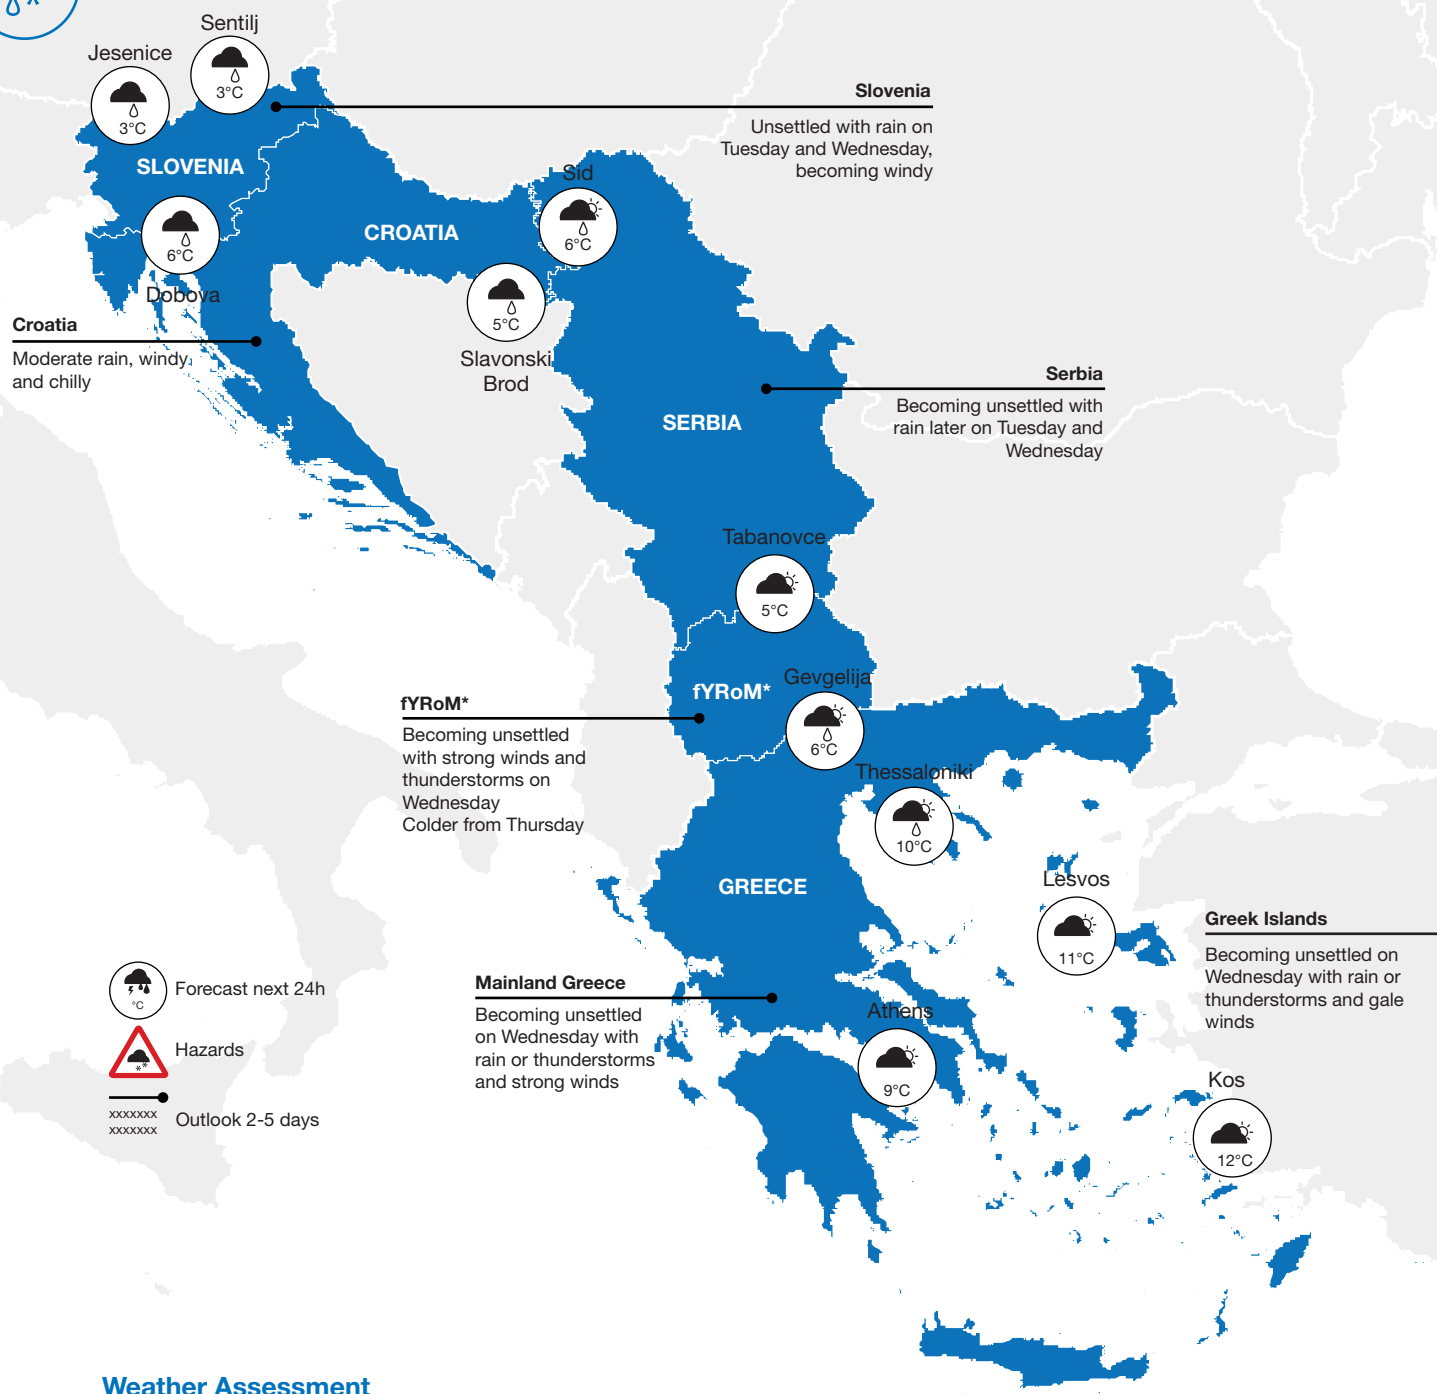 Sentilj
Jesenice
3°C
3°C
Slovenia
Unsettled with rain on
Tuesday and Wednesday,
becoming windy
SLOVENIA
Sid
6°C
CROATIA
6°C
Dobova
5°C
Slavonski
Brod
Croatia
Moderate rain, windy
and chilly
Serbia
Becoming unsettled with
rain later on Tuesday and
Wednesday
SERBIA
Tabanovce
5°C
Gevgelija
6°C
fYRoM*
fYRoM*
Becoming unsettled
with strong winds and
thunderstorms on
Wednesday
Colder from Thursday
Thessaloniki
10°C
GREECE
Lesvos
11°C
Greek Islands
Becoming unsettled on
Wednesday with rain or
thunderstorms and gale
winds
Mainland Greece
Becoming unsettled
on Wednesday with
rain or thunderstorms
and strong winds
Athens
9°C
Kos
12°C
°C
Forecast next 24h
Hazards
xxxxxxx
xxxxxxx
Outlook 2-5 days
Weather Assessment